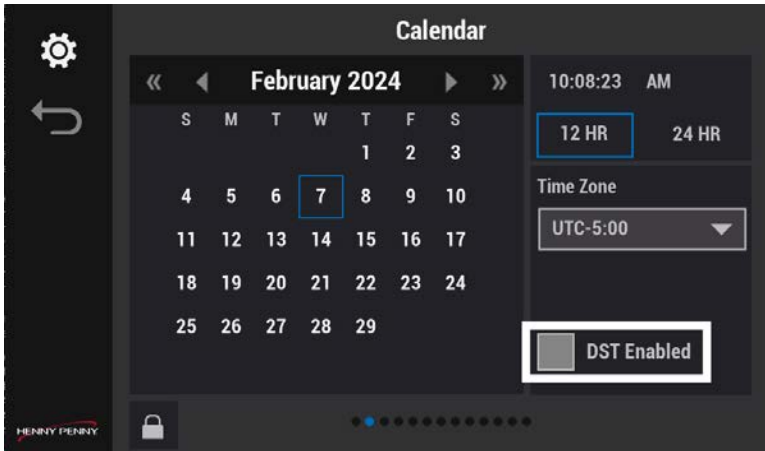 Calendar
« February 2024 »
10:08:23 AM
S M T W T F S
12 HR 24 HR
1 2 3
Time Zone
4 5 6 7 8 9 10
UTC-5:00
11 12 13 14 15 16 17
18 19 20 21 22 23 24
25 26 27 28 29
DST Enabled
HENNY PENNY